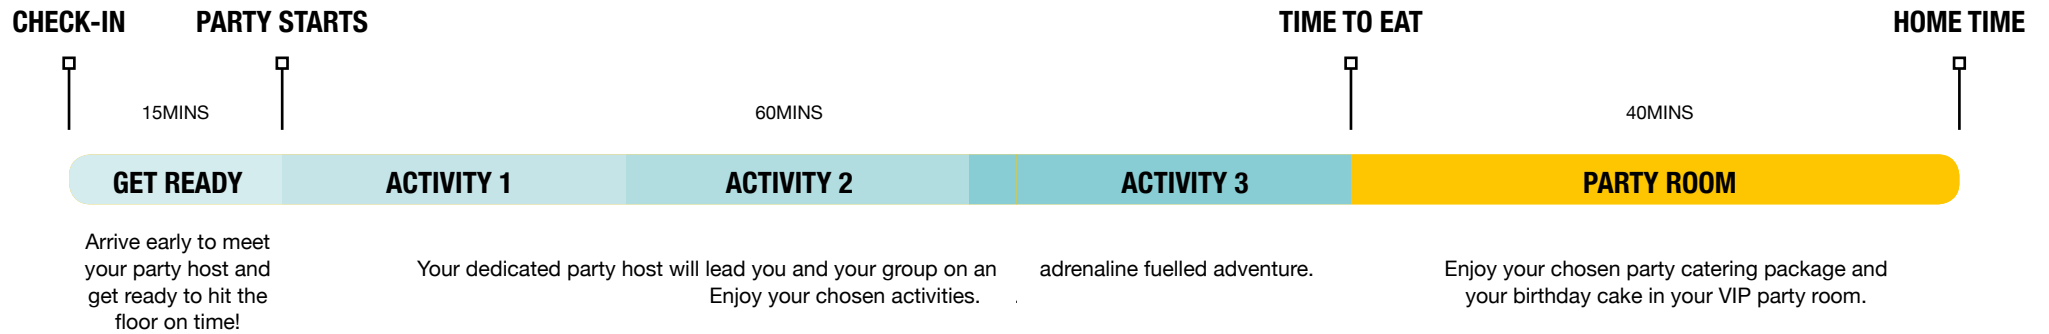 CHECK-IN PARTY STARTS TIME TO EAT HOME TIME
15MINS 60MINS 40MINS
GET READY ACTIVITY 1 ACTIVITY 2 ACTIVITY 3 PARTY ROOM
Arrive early to meet
your party host and
get ready to hit the
floor on time!
Your dedicated party host will lead you and your group on an adrenaline fuelled adventure.
Enjoy your chosen activities. .
Enjoy your chosen party catering package and
your birthday cake in your VIP party room.